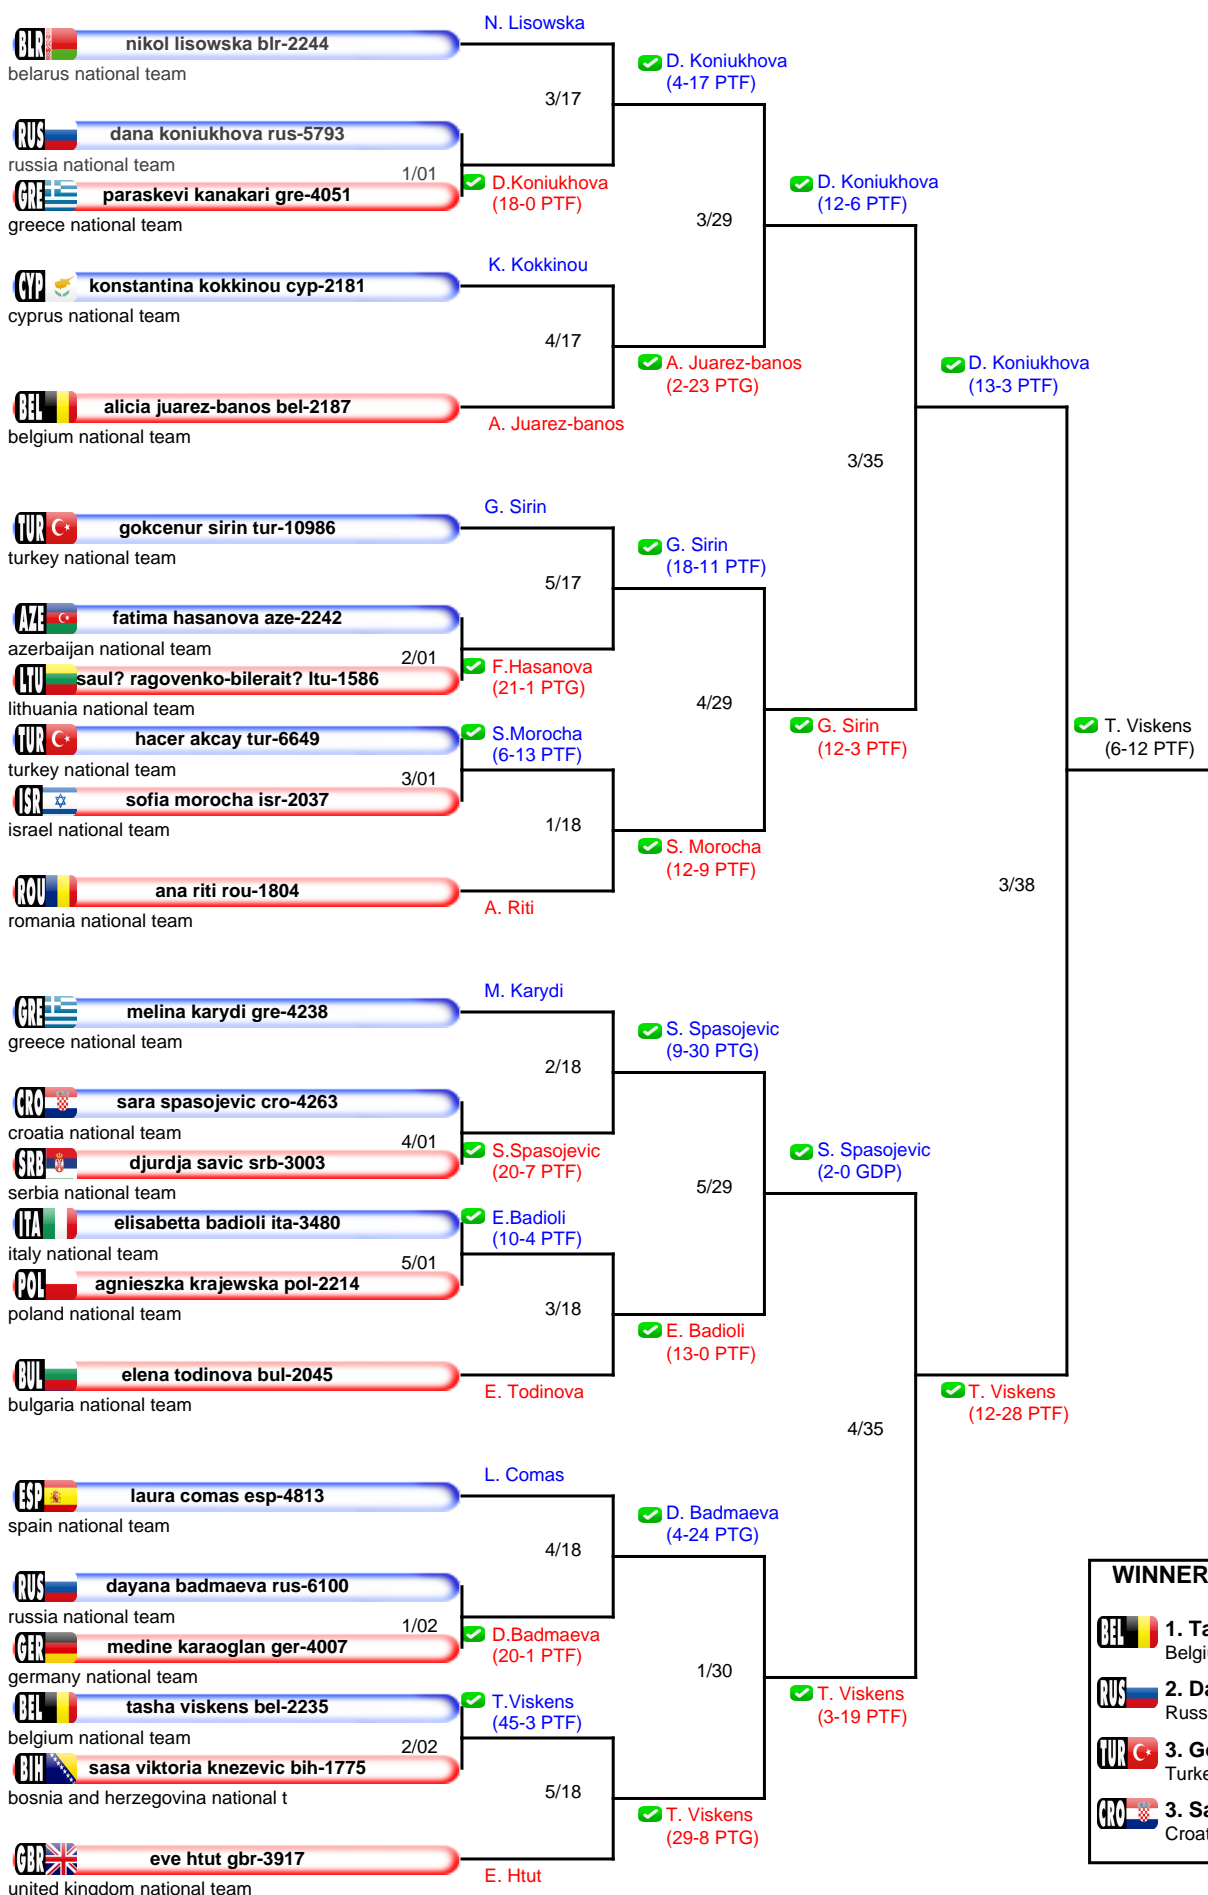 N. Lisowska
BLR nikol lisowska blr-2244
belarus national team
D. Koniukhova
(4-17 PTF)
3/17
RUS dana koniukhova rus-5793
russia national team
1/01
D.Koniukhova
(18-0 PTF)
GRE paraskevi kanakari gre-4051
greece national team
D. Koniukhova
(12-6 PTF)
3/29
K. Kokkinou
CYP konstantina kokkinou cyp-2181
cyprus national team
4/17
A. Juarez-banos
(2-23 PTG)
D. Koniukhova
(13-3 PTF)
BEL alicia juarez-banos bel-2187
belgium national team
A. Juarez-banos
3/35
G. Sirin
TUR gokcenur sirin tur-10986
turkey national team
G. Sirin
(18-11 PTF)
5/17
AZE fatima hasanova aze-2242
azerbaijan national team
2/01
F.Hasanova
(21-1 PTG)
LTU saul? ragovenko-bilerait? ltu-1586
lithuania national team
4/29
TUR hacer akcay tur-6649
turkey national team
S.Morocha
(6-13 PTF)
G. Sirin
(12-3 PTF)
T. Viskens
(6-12 PTF)
3/01
ISR sofia morocha isr-2037
israel national team
1/18
S. Morocha
(12-9 PTF)
ROU ana riti rou-1804
romania national team
A. Riti
3/38
M. Karydi
GRE melina karydi gre-4238
greece national team
S. Spasojevic
(9-30 PTG)
2/18
CRO sara spasojevic cro-4263
croatia national team
4/01
S.Spasojevic
(20-7 PTF)
SRB djurdja savic srb-3003
serbia national team
S. Spasojevic
(2-0 GDP)
5/29
ITA elisabetta badioli ita-3480
italy national team
E.Badioli
(10-4 PTF)
5/01
POL agnieszka krajewska pol-2214
poland national team
3/18
E. Badioli
(13-0 PTF)
BUL elena todinova bul-2045
bulgaria national team
E. Todinova
T. Viskens
(12-28 PTF)
4/35
L. Comas
ESP laura comas esp-4813
spain national team
D. Badmaeva
(4-24 PTG)
4/18
RUS dayana badmaeva rus-6100
russia national team
1/02
D.Badmaeva
(20-1 PTF)
GER medine karaoglan ger-4007
germany national team
1/30
BEL tasha viskens bel-2235
belgium national team
T.Viskens
(45-3 PTF)
T. Viskens
(3-19 PTF)
2/02
BIH sasa viktoria knezevic bih-1775
bosnia and herzegovina national t
5/18
T. Viskens
(29-8 PTG)
GBR eve htut gbr-3917
united kingdom national team
E. Htut
WINNER
BEL 1. Ta
Belgi
RUS 2. Da
Russ
TUR 3. Go
Turke
CRO 3. Sa
Croat